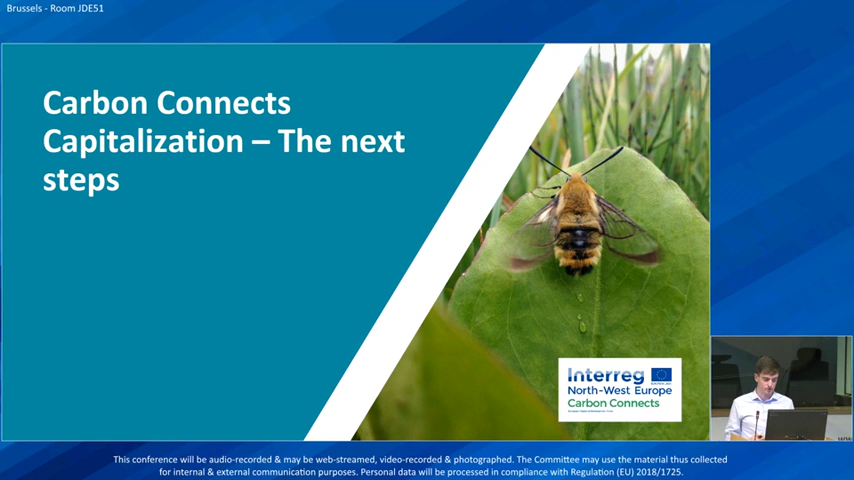 Brussels - Room JDE51
Carbon Connects
Capitalization – The next
steps
Interreg
North-West Europe
Carbon Connects
This conference will be audio-recorded & may be web-streamed, video-recorded & photographed. The Committee may use the material thus collected
for internal & external communication purposes. Personal data will be processed in compliance with Regulation (EU) 2018/1725.